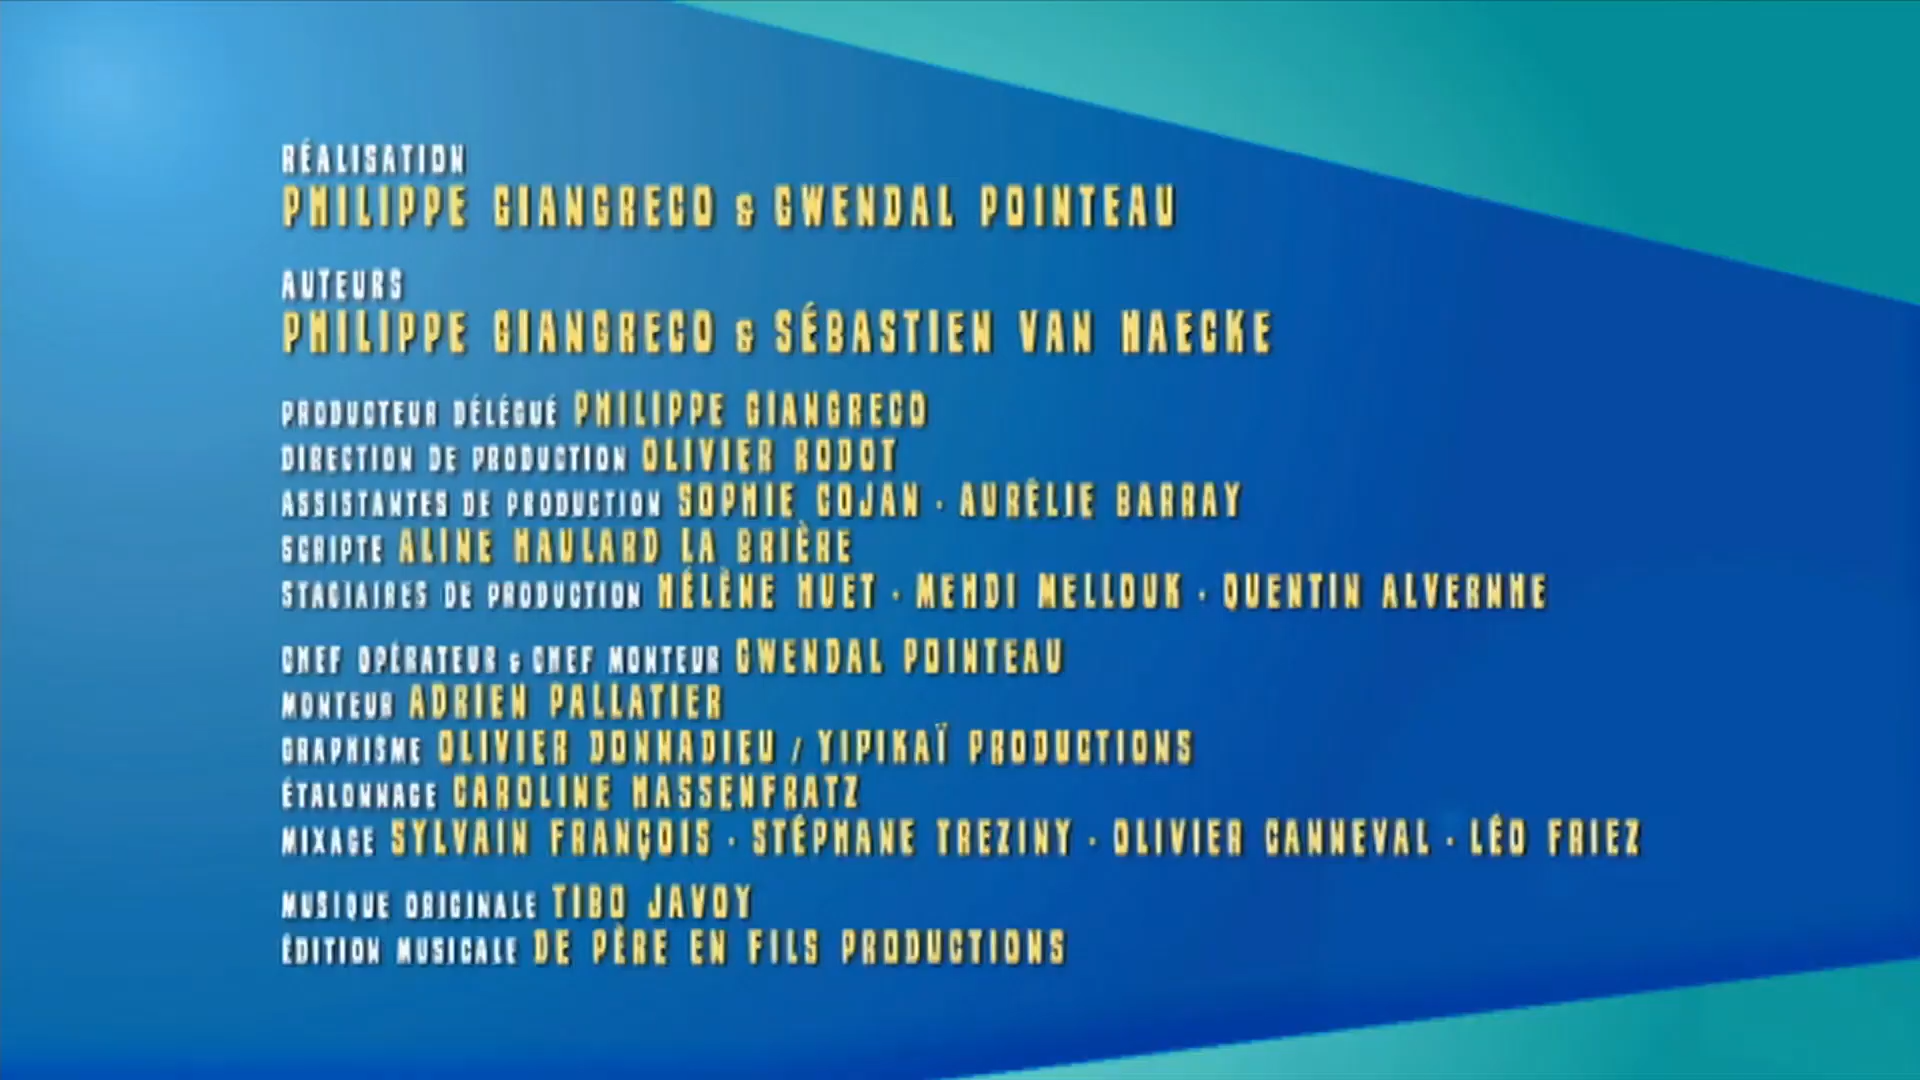 RÉALISATION
PHILIPPE GIANGRECO & GWENDAL POINTEAU
AUTEURS
PHILIPPE GIANGRECO & SÉBASTIEN VAN HAECKE
PRODUCTEUR DÉLÉGUÉ PHILIPPE GIANGRECO
DIRECTION DE PRODUCTION OLIVIER RODOT
ASSISTANTES DE PRODUCTION SOPHIE COJAN · AURÉLIE BARRAY
SCRIPTE ALINE HAULARD LA BRIÈRE
STAGIAIRES DE PRODUCTION HÉLÈNE HUET · MEHDI MELLOUK · QUENTIN ALVERNHE
CHEF OPÉRATEUR & CHEF MONTEUR GWENDAL POINTEAU
MONTEUR ADRIEN PALLATIER
GRAPHISME OLIVIER DONNADIEU / YIPIKAÏ PRODUCTIONS
ÉTALONNAGE CAROLINE MASSENFRATZ
MIXAGE SYLVAIN FRANÇOIS · STÉPHANE TREZINY · OLIVIER CANNEVAL · LÉO FRIEZ
MUSIQUE ORIGINALE TIBO JAVOY
ÉDITION MUSICALE DE PÈRE EN FILS PRODUCTIONS